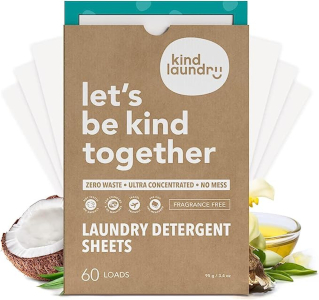 kind
laundry
let's
be kind
together
ZERO WASTE • ULTRA CONCENTRATED • NO MESS
FRAGRANCE FREE
LAUNDRY DETERGENT
SHEETS
60 LOADS